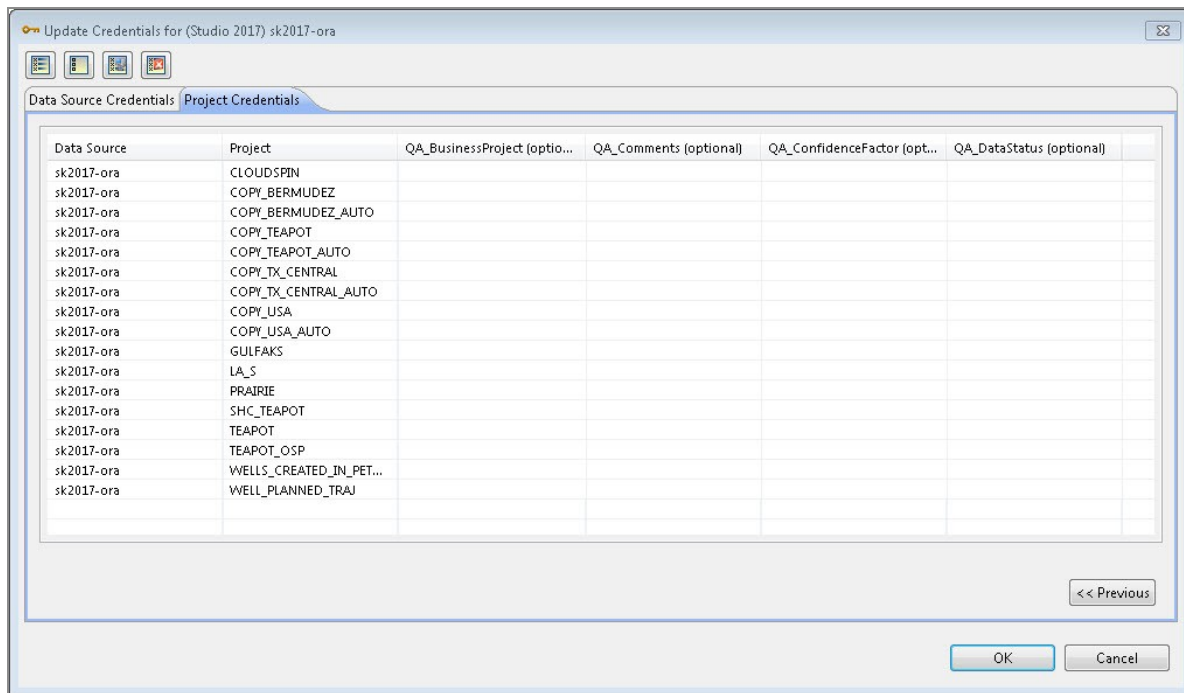 Update Credentials for (Studio 2017) sk2017-ora
Data Source Credentials Project Credentials
Data Source Project QA_BusinessProject (optio... QA_Comments (optional) QA_ConfidenceFactor (opt... QA_DataStatus (optional)
sk2017-ora CLOUDSPIN
sk2017-ora COPY_BERMUDEZ
sk2017-ora COPY_BERMUDEZ_AUTO
sk2017-ora COPY_TEAPOT
sk2017-ora COPY_TEAPOT_AUTO
sk2017-ora COPY_TX_CENTRAL
sk2017-ora COPY_TX_CENTRAL_AUTO
sk2017-ora COPY_USA
sk2017-ora COPY_USA_AUTO
sk2017-ora GULFAKS
sk2017-ora LA_S
sk2017-ora PRAIRIE
sk2017-ora SHC_TEAPOT
sk2017-ora TEAPOT
sk2017-ora TEAPOT_OSP
sk2017-ora WELLS_CREATED_IN_PET...
sk2017-ora WELL_PLANNED_TRAJ
<< Previous
OK Cancel